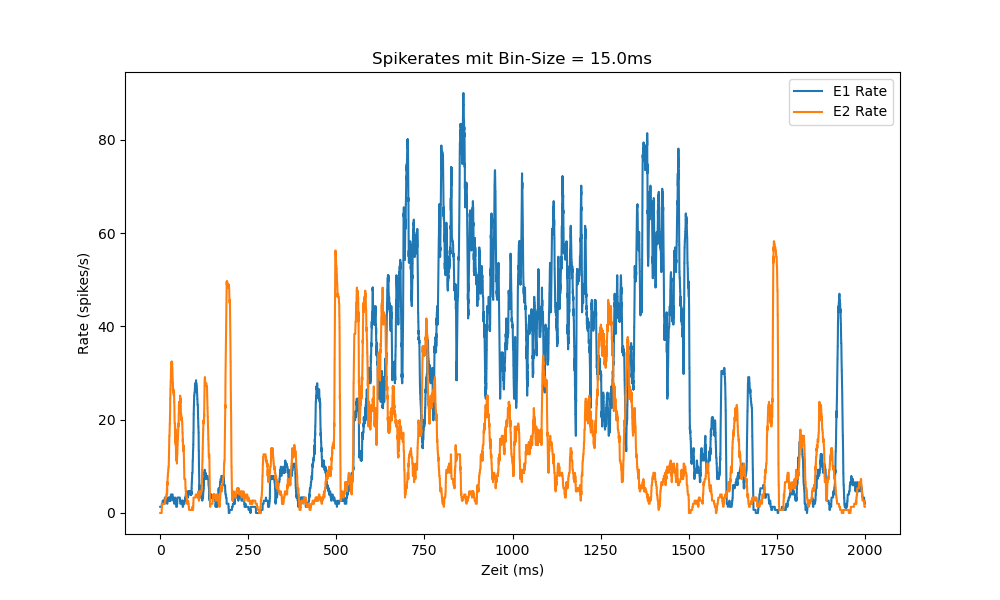 Spikerates mit Bin-Size = 15.0ms
E1 Rate
E2 Rate
80
60
40
20
0
Rate (spikes/s)
0 250 500 750 1000 1250 1500 1750 2000
Zeit (ms)